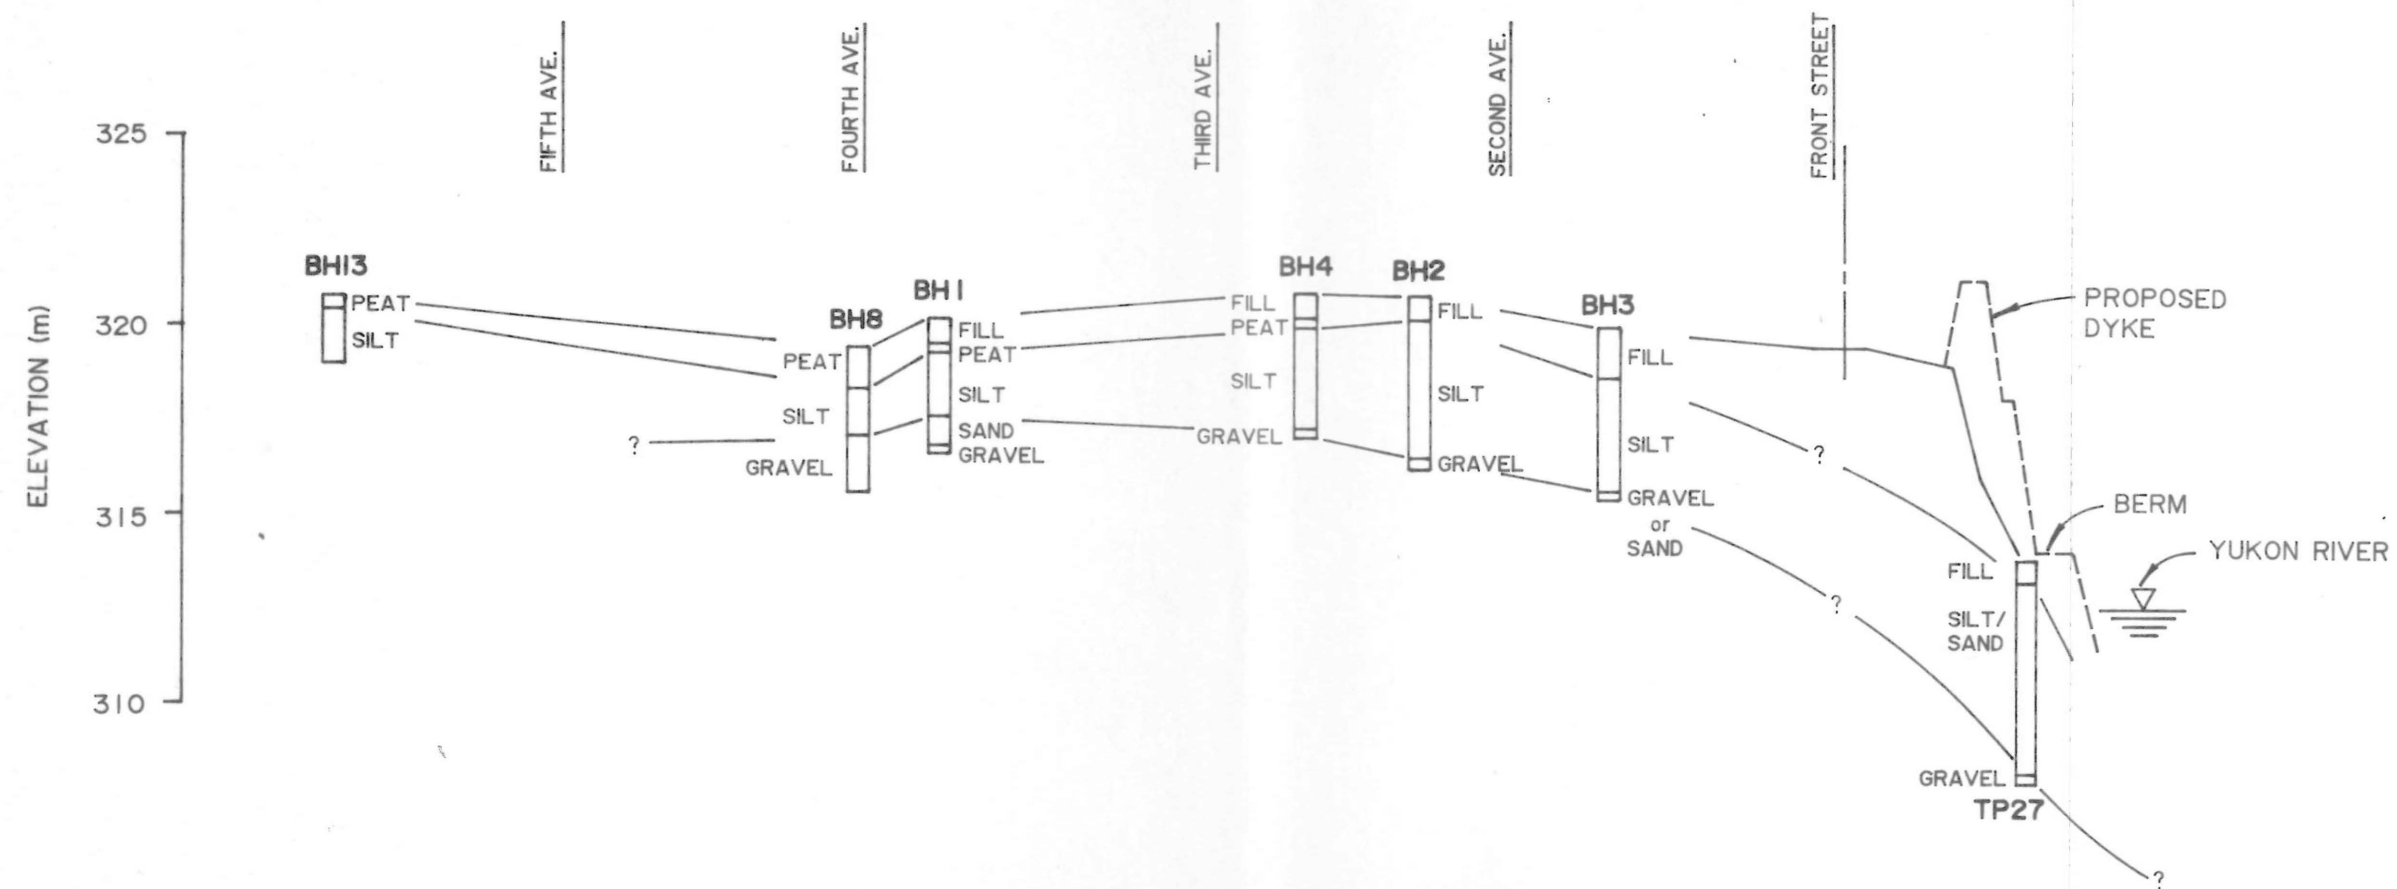 FIFTH AVE.
FOURTH AVE.
THIRD AVE.
SECOND AVE.
FRONT STREET
ELEVATION (m)
325
320
315
310
BH13
PEAT
SILT
BH8
PEAT
SILT
GRAVEL
?
BH1
FILL
PEAT
SILT
SAND
GRAVEL
BH4
FILL
PEAT
SILT
GRAVEL
BH2
FILL
SILT
GRAVEL
BH3
FILL
SILT
GRAVEL
or
SAND
?
?
PROPOSED
DYKE
BERM
YUKON RIVER
FILL
SILT/
SAND
GRAVEL
TP27
?